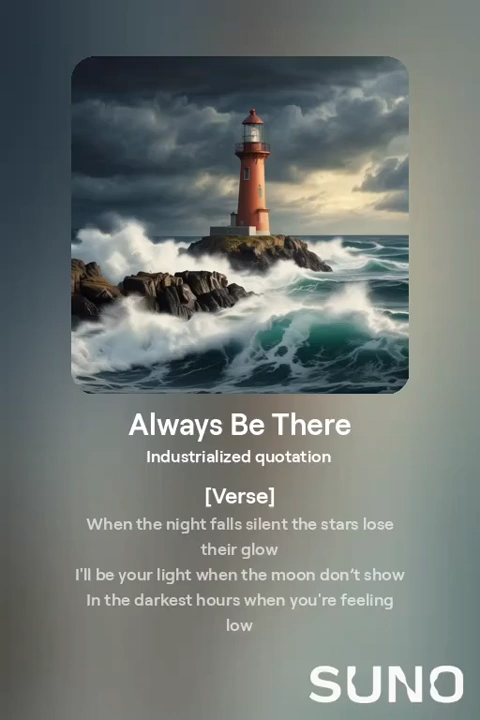 Always Be There
Industrialized quotation
[Verse]
When the night falls silent the stars lose
their glow
I'll be your light when the moon don't show
In the darkest hours when you're feeling
low
SUNO